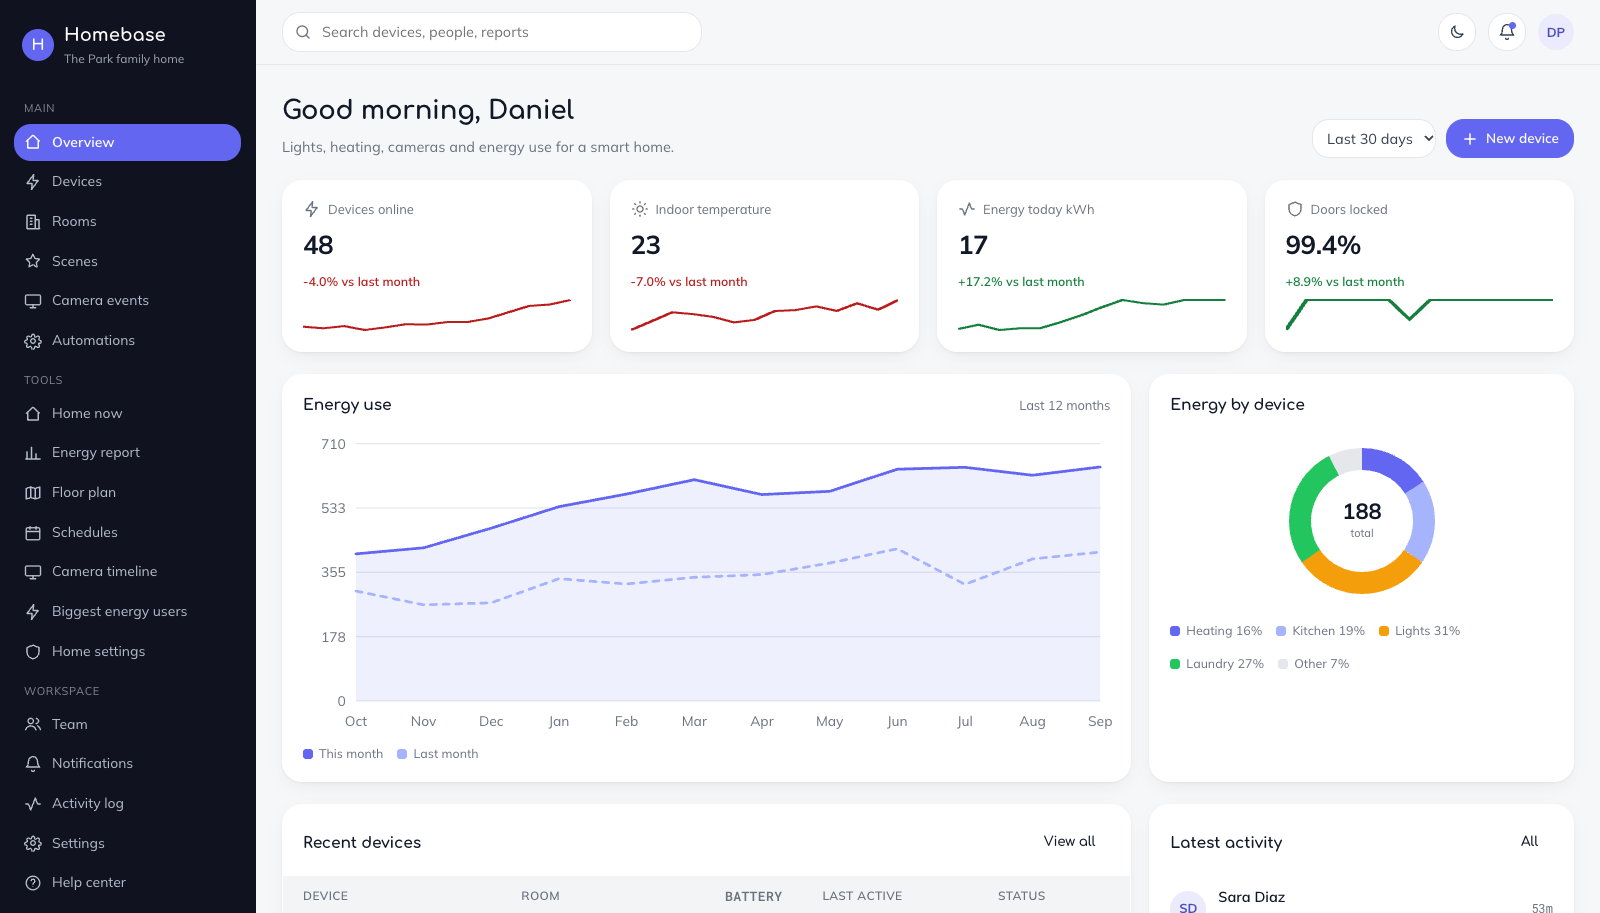 H
Homebase
The Park family home
MAIN
Overview
Devices
Rooms
Scenes
Camera events
Automations
TOOLS
Home now
Energy report
Floor plan
Schedules
Camera timeline
Biggest energy users
Home settings
WORKSPACE
Team
Notifications
Activity log
Settings
Help center
Search devices, people, reports
DP
Good morning, Daniel
Lights, heating, cameras and energy use for a smart home.
Last 30 days
New device
Devices online
48
-4.0% vs last month
Indoor temperature
23
-7.0% vs last month
Energy today kWh
17
+17.2% vs last month
Doors locked
99.4%
+8.9% vs last month
Energy use
Last 12 months
710
533
355
178
0
Oct Nov Dec Jan Feb Mar Apr May Jun Jul Aug Sep
This month Last month
Energy by device
188
total
Heating 16% Kitchen 19% Lights 31%
Laundry 27% Other 7%
Recent devices
View all
DEVICE ROOM BATTERY LAST ACTIVE STATUS
Latest activity
All
SD
Sara Diaz
53m